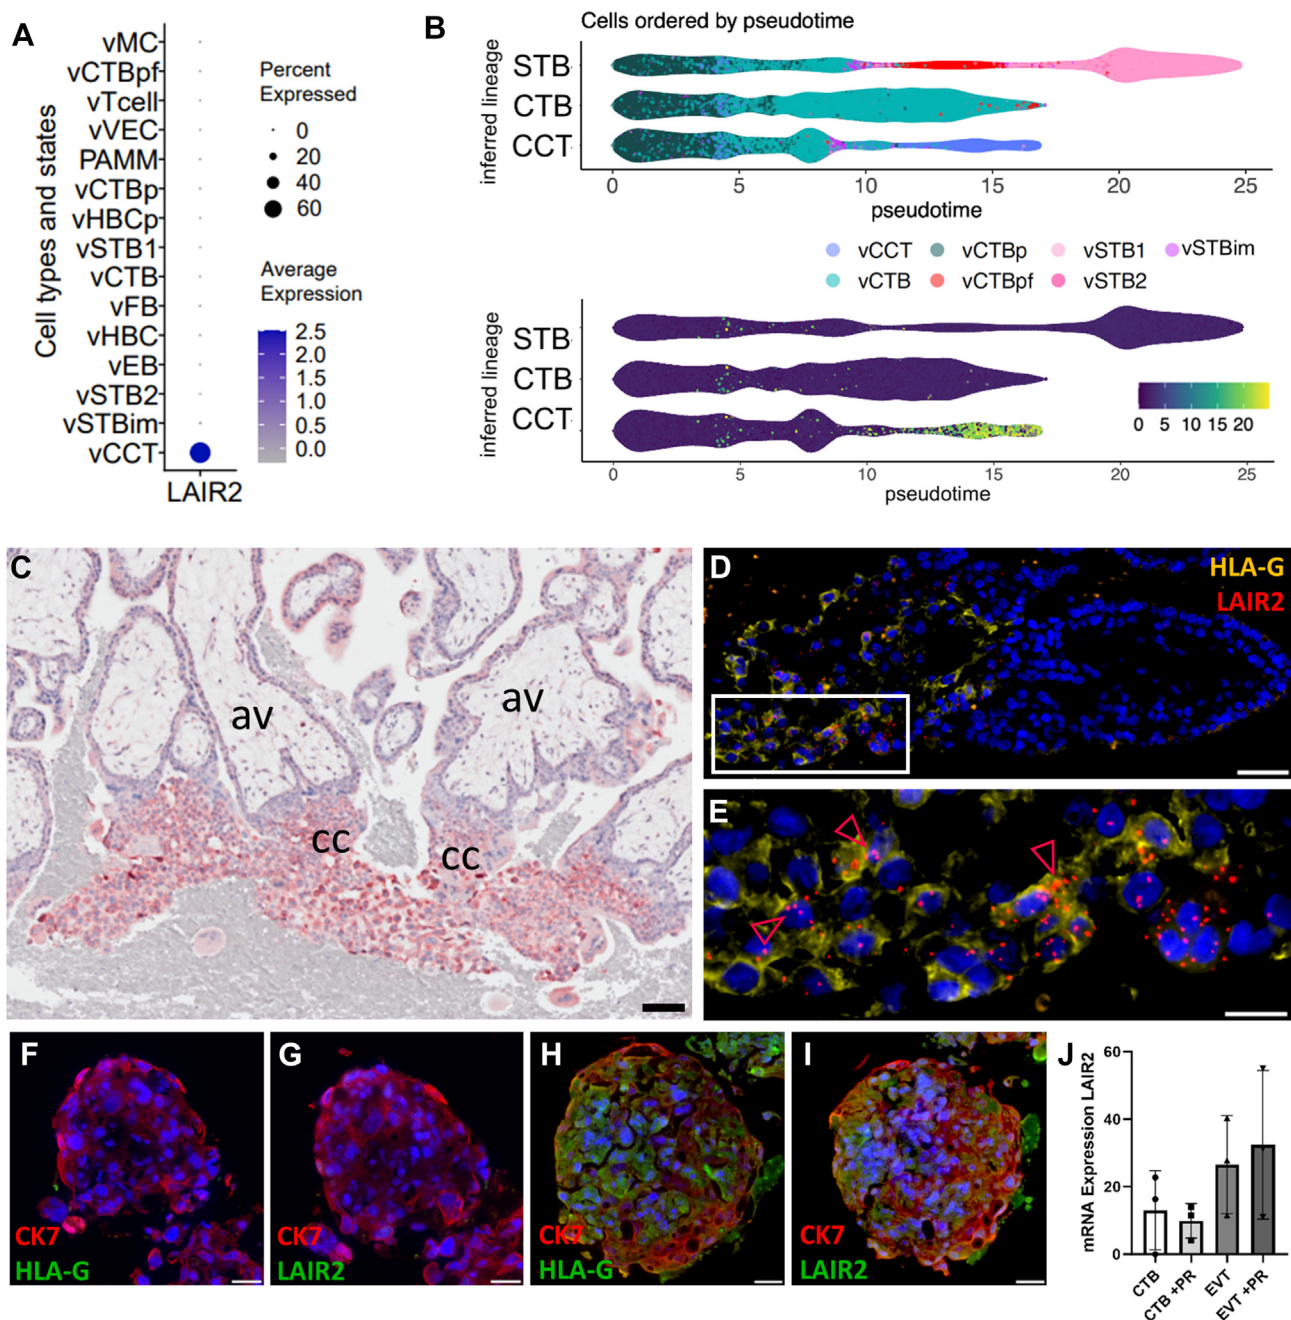 A
vMC
vCTBpf
vTcell
vVEC
PAMM
vCTBp
vHBCp
vSTB1
vCTB
vFB
vHBC
vEB
vSTB2
vSTBim
vCCT
Cell types and states
LAIR2
Percent
Expressed
0
20
40
60
Average
Expression
2.5
2.0
1.5
1.0
0.5
0.0
B
Cells ordered by pseudotime
inferred lineage
STB
CTB
CCT
0 5 10 15 20 25
pseudotime
vCCT vCTBp vSTB1 vSTBim
vCTB vCTBpf vSTB2
inferred lineage
STB
CTB
CCT
0 5 10 15 20
0 5 10 15 20 25
pseudotime
C
av
av
cc
cc
D
HLA-G
LAIR2
E
F
CK7
HLA-G
G
CK7
LAIR2
H
CK7
HLA-G
I
CK7
LAIR2
J
mRNA Expression LAIR2
60
40
20
0
CTB
CTB +PR
EVT
EVT +PR